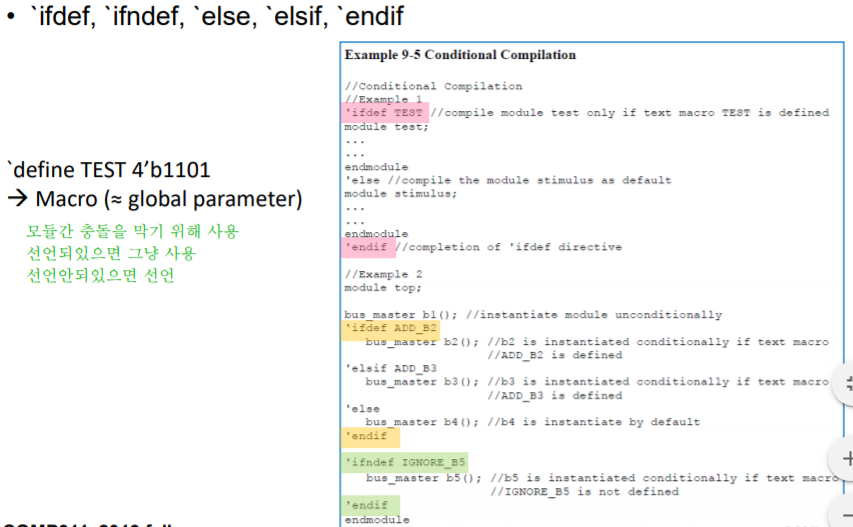 • `ifdef, `ifndef, `else, `elsif, `endif
`define TEST 4’b1101
→ Macro (≈ global parameter)
모듈간 충돌을 막기 위해 사용
선언되있으면 그냥 사용
선언안되있으면 선언
Example 9-5 Conditional Compilation
//Conditional Compilation
//Example 1
'ifdef TEST //compile module test only if text macro TEST is defined
module test;
...
...
endmodule
'else //compile the module stimulus as default
module stimulus;
...
...
endmodule
'endif //completion of 'ifdef directive
//Example 2
module top;
bus_master b1(); //instantiate module unconditionally
'ifdef ADD_B2
bus_master b2(); //b2 is instantiated conditionally if text macro
//ADD_B2 is defined
'elsif ADD_B3
bus_master b3(); //b3 is instantiated conditionally if text macro
//ADD_B3 is defined
'else
bus_master b4(); //b4 is instantiate by default
'endif
'ifndef IGNORE_B5
bus_master b5(); //b5 is instantiated conditionally if text macro
//IGNORE_B5 is not defined
'endif
endmodule